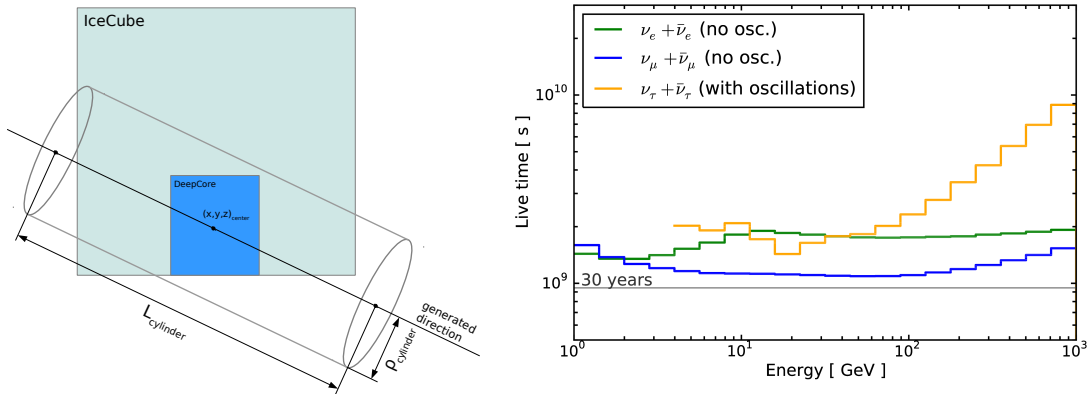 IceCube
DeepCore
(x,y,z)center
generated
direction
Lcylinder
ρcylinder
νe + ν̄e (no osc.)
νμ + ν̄μ (no osc.)
ντ + ν̄τ (with oscillations)
Live time [ s ]
10^10
10^9
30 years
10^0 10^1 10^2 10^3
Energy [ GeV ]